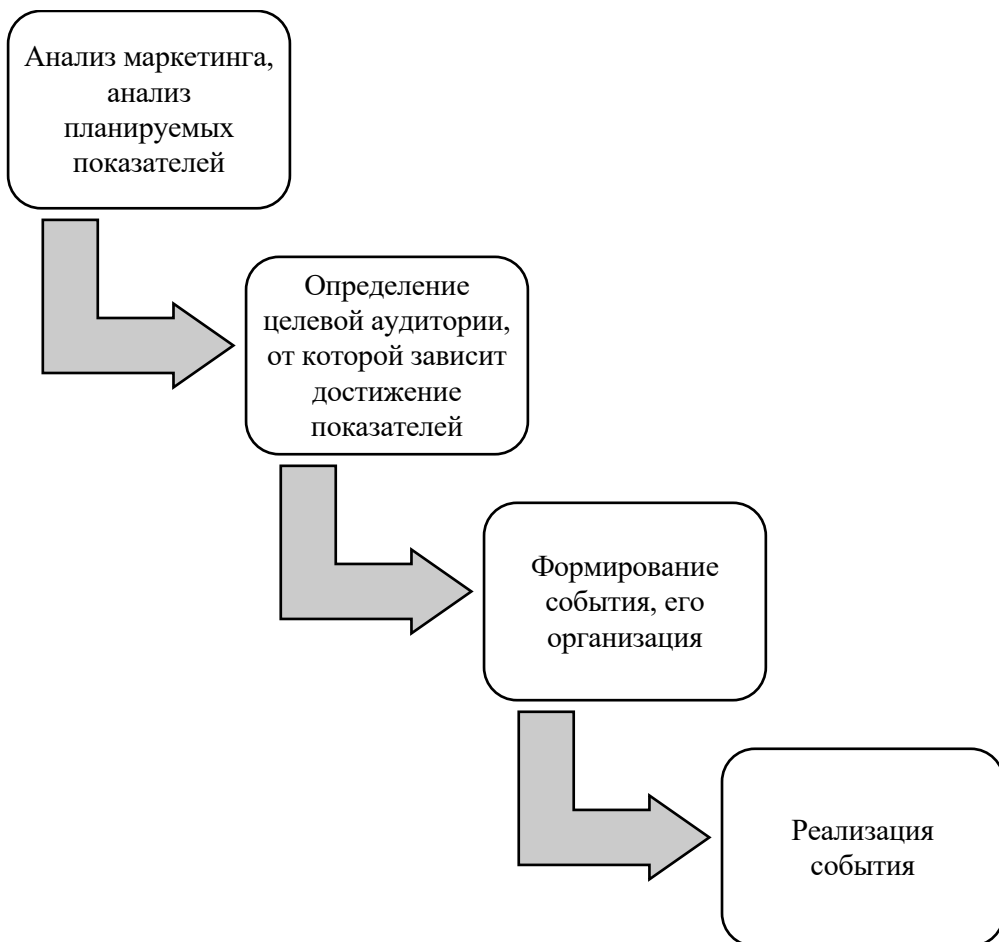 Анализ маркетинга,
анализ
планируемых
показателей
Определение
целевой аудитории,
от которой зависит
достижение
показателей
Формирование
события, его
организация
Реализация
события